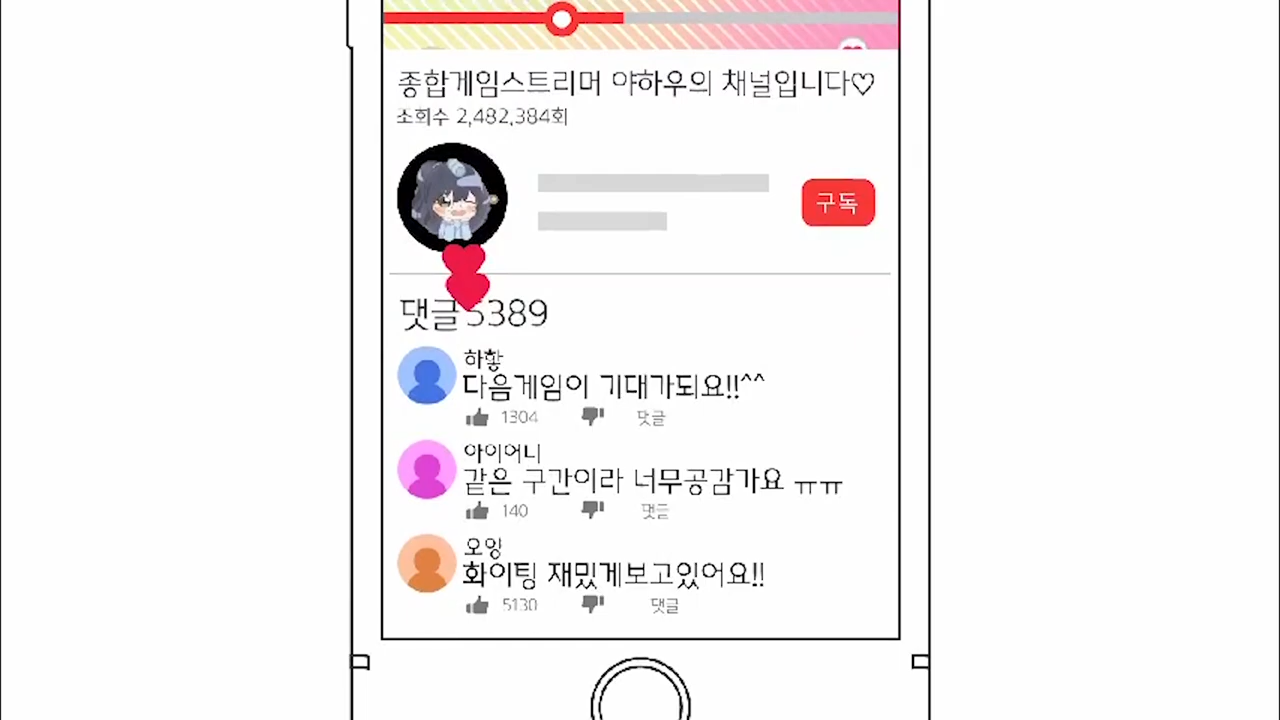 종합게임스트리머 야하우의 채널입니다♡
조회수 2,482,384회
구독
댓글 5389
하핳
다음게임이 기대가되요!!^^
1304 댓글
아이어니
같은 구간이라 너무공감가요 ㅠㅠ
140 댓글
오잉
화이팅 재밌게보고있어요!!
5130 댓글